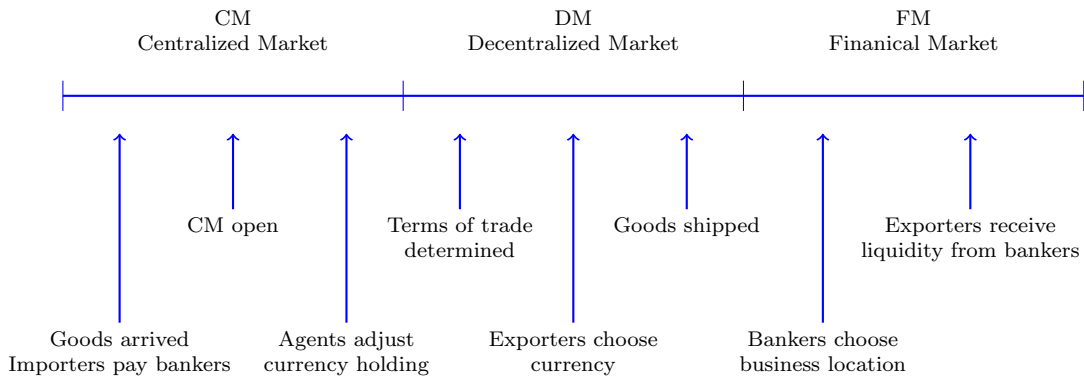 CM
Centralized Market
DM
Decentralized Market
FM
Finanical Market
CM open
Terms of trade
determined
Goods shipped
Exporters receive
liquidity from bankers
Goods arrived
Importers pay bankers
Agents adjust
currency holding
Exporters choose
currency
Bankers choose
business location